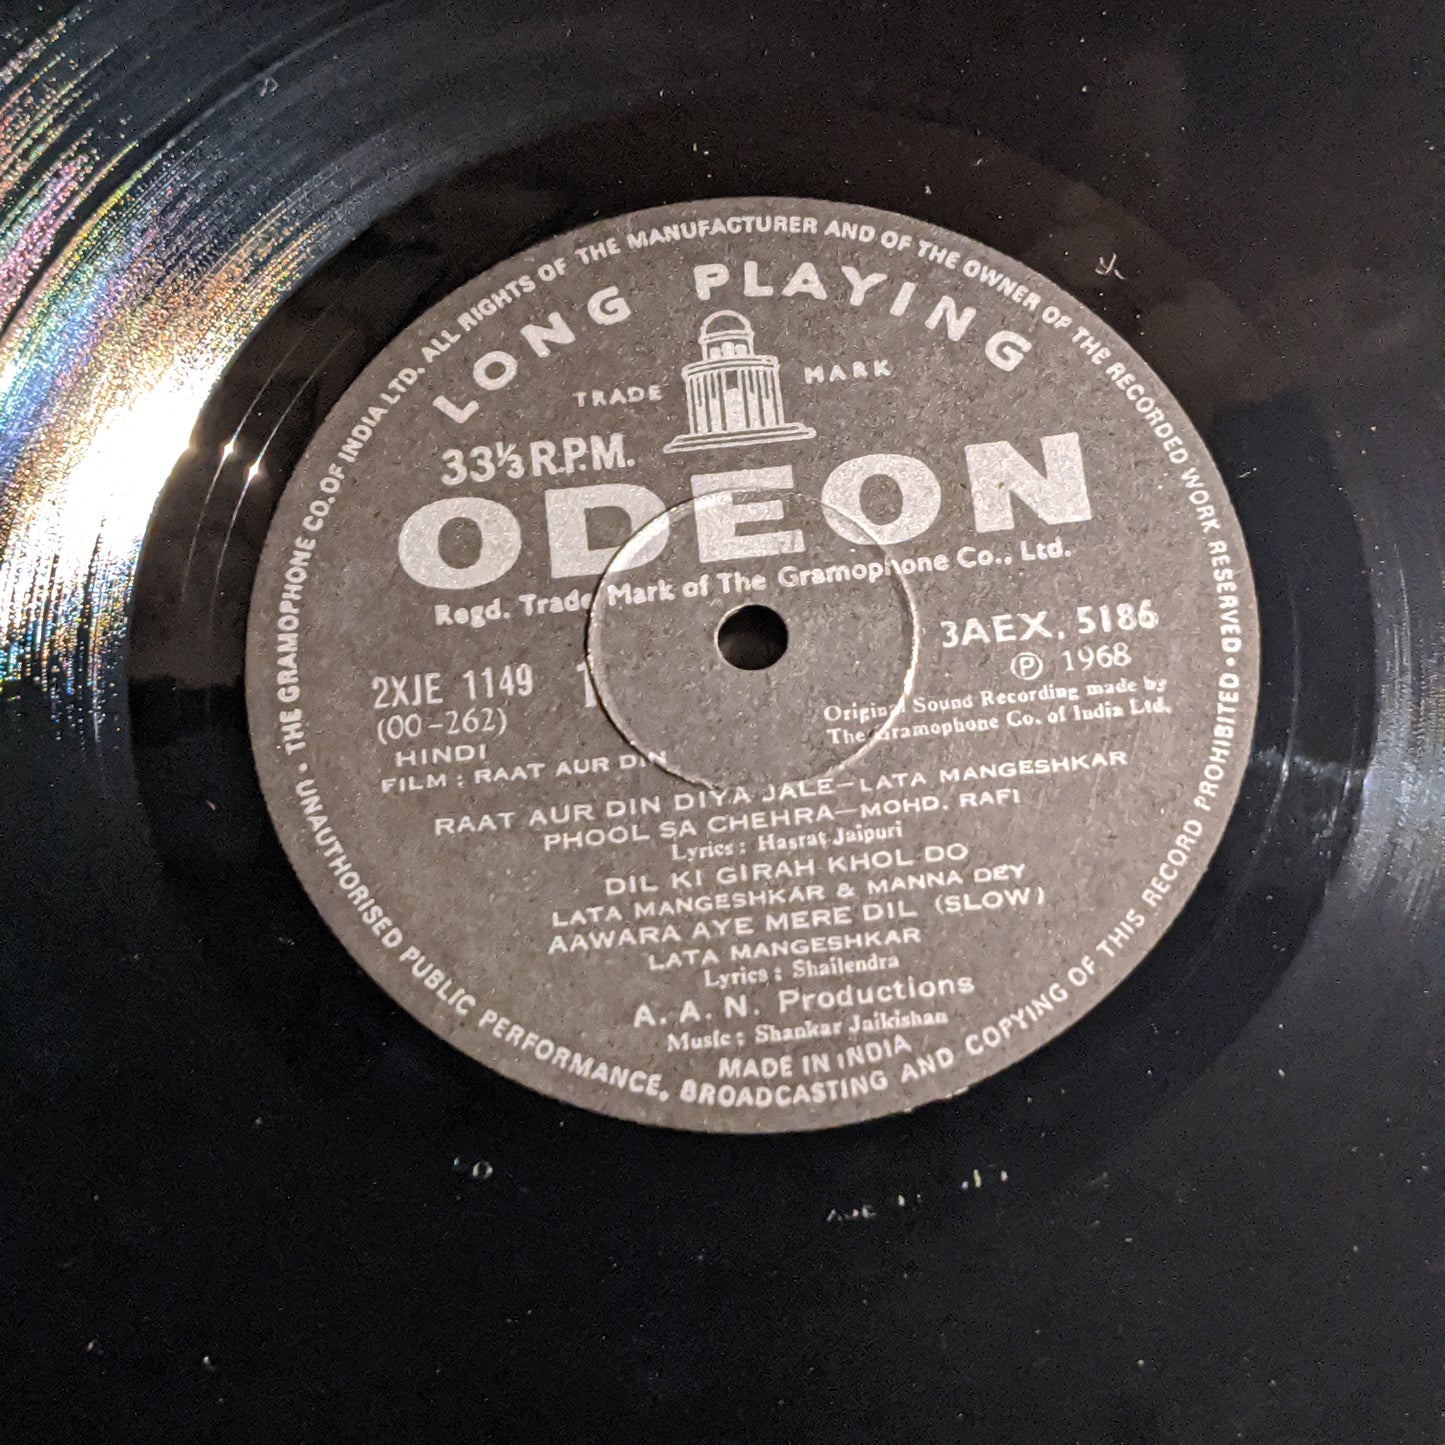 THE GRAMOPHONE CO. OF INDIA LTD. ALL RIGHTS OF THE MANUFACTURER AND OF THE OWNER OF THE RECORDED WORK RESERVED •
UNAUTHORISED PUBLIC PERFORMANCE, BROADCASTING AND COPYING OF THIS RECORD PROHIBITED •
LONG PLAYING
TRADE MARK
33⅓ R.P.M.
ODEON
Regd. Trade Mark of The Gramophone Co., Ltd.
3AEX. 5186
2XJE 1149 1
Ⓟ 1968
(OO-262)
Original Sound Recording made by
The Gramophone Co. of India Ltd.
HINDI
FILM : RAAT AUR DIN
RAAT AUR DIN DIYA JALE—LATA MANGESHKAR
PHOOL SA CHEHRA—MOHD. RAFI
Lyrics : Hasrat Jaipuri
DIL KI GIRAH KHOL DO
LATA MANGESHKAR & MANNA DEY
AAWARA AYE MERE DIL (SLOW)
LATA MANGESHKAR
Lyrics : Shailendra
A. A. N. Productions
Music : Shankar Jaikishan
MADE IN INDIA